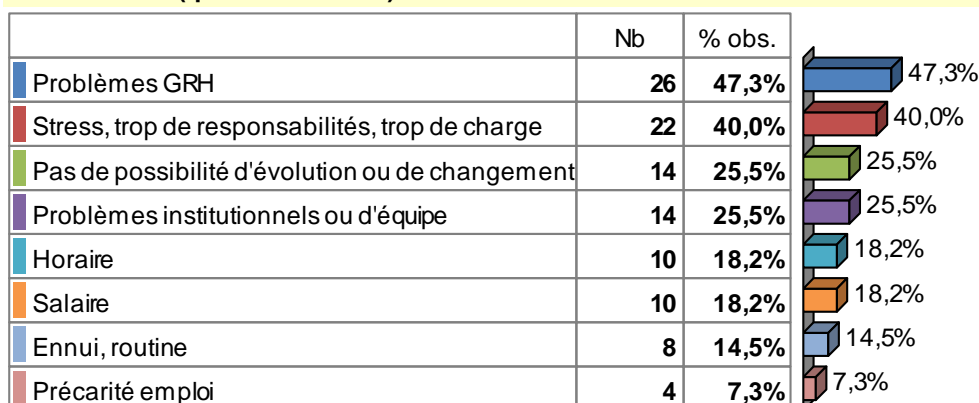 Nb % obs.
Problèmes GRH 26 47,3% 47,3%
Stress, trop de responsabilités, trop de charge 22 40,0% 40,0%
Pas de possibilité d'évolution ou de changement 14 25,5% 25,5%
Problèmes institutionnels ou d'équipe 14 25,5% 25,5%
Horaire 10 18,2% 18,2%
Salaire 10 18,2% 18,2%
Ennui, routine 8 14,5% 14,5%
Précarité emploi 4 7,3% 7,3%